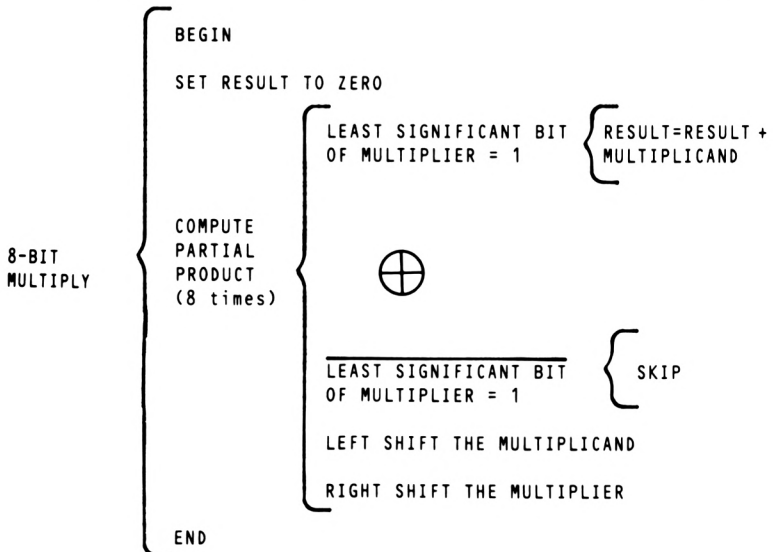 BEGIN
SET RESULT TO ZERO
LEAST SIGNIFICANT BIT
OF MULTIPLIER = 1
RESULT=RESULT +
MULTIPLICAND
8-BIT
MULTIPLY
COMPUTE
PARTIAL
PRODUCT
(8 times)
LEAST SIGNIFICANT BIT
OF MULTIPLIER = 1
SKIP
LEFT SHIFT THE MULTIPLICAND
RIGHT SHIFT THE MULTIPLIER
END